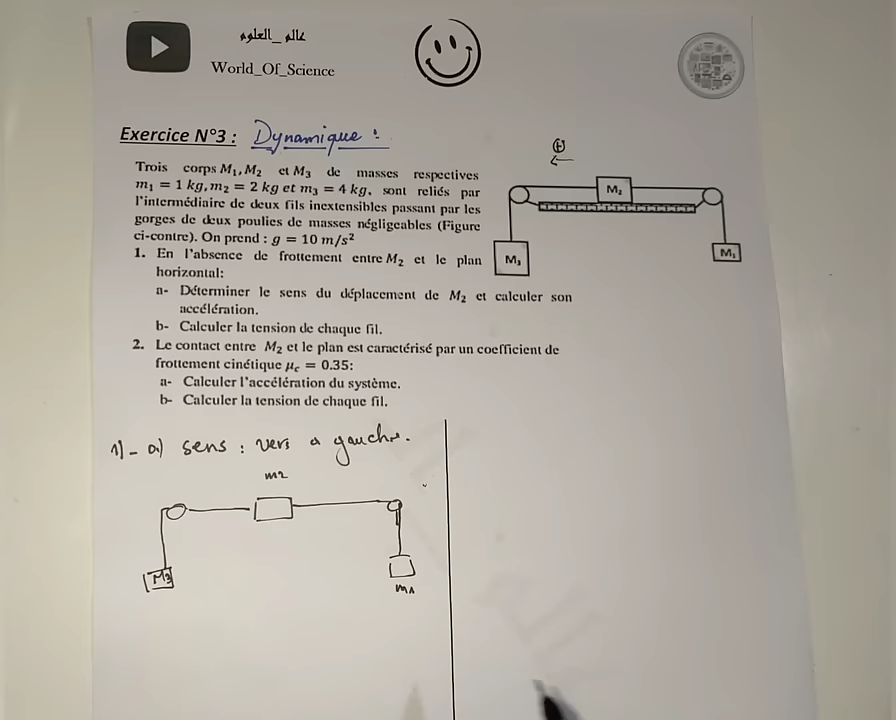 عالم_العلوم
World_Of_Science
Exercice N°3 : Dynamique :
Trois corps M₁, M₂ et M₃ de masses respectives
m₁ = 1 kg, m₂ = 2 kg et m₃ = 4 kg, sont reliés par
l'intermédiaire de deux fils inextensibles passant par les
gorges de deux poulies de masses négligeables (Figure
ci-contre). On prend : g = 10 m/s²
1. En l'absence de frottement entre M₂ et le plan
horizontal:
a- Déterminer le sens du déplacement de M₂ et calculer son
accélération.
b- Calculer la tension de chaque fil.
2. Le contact entre M₂ et le plan est caractérisé par un coefficient de
frottement cinétique μc = 0.35:
a- Calculer l'accélération du système.
b- Calculer la tension de chaque fil.
+
M₂
M₃
M₁
1) - a) sens : vers a gauche.
m2
M3
m1